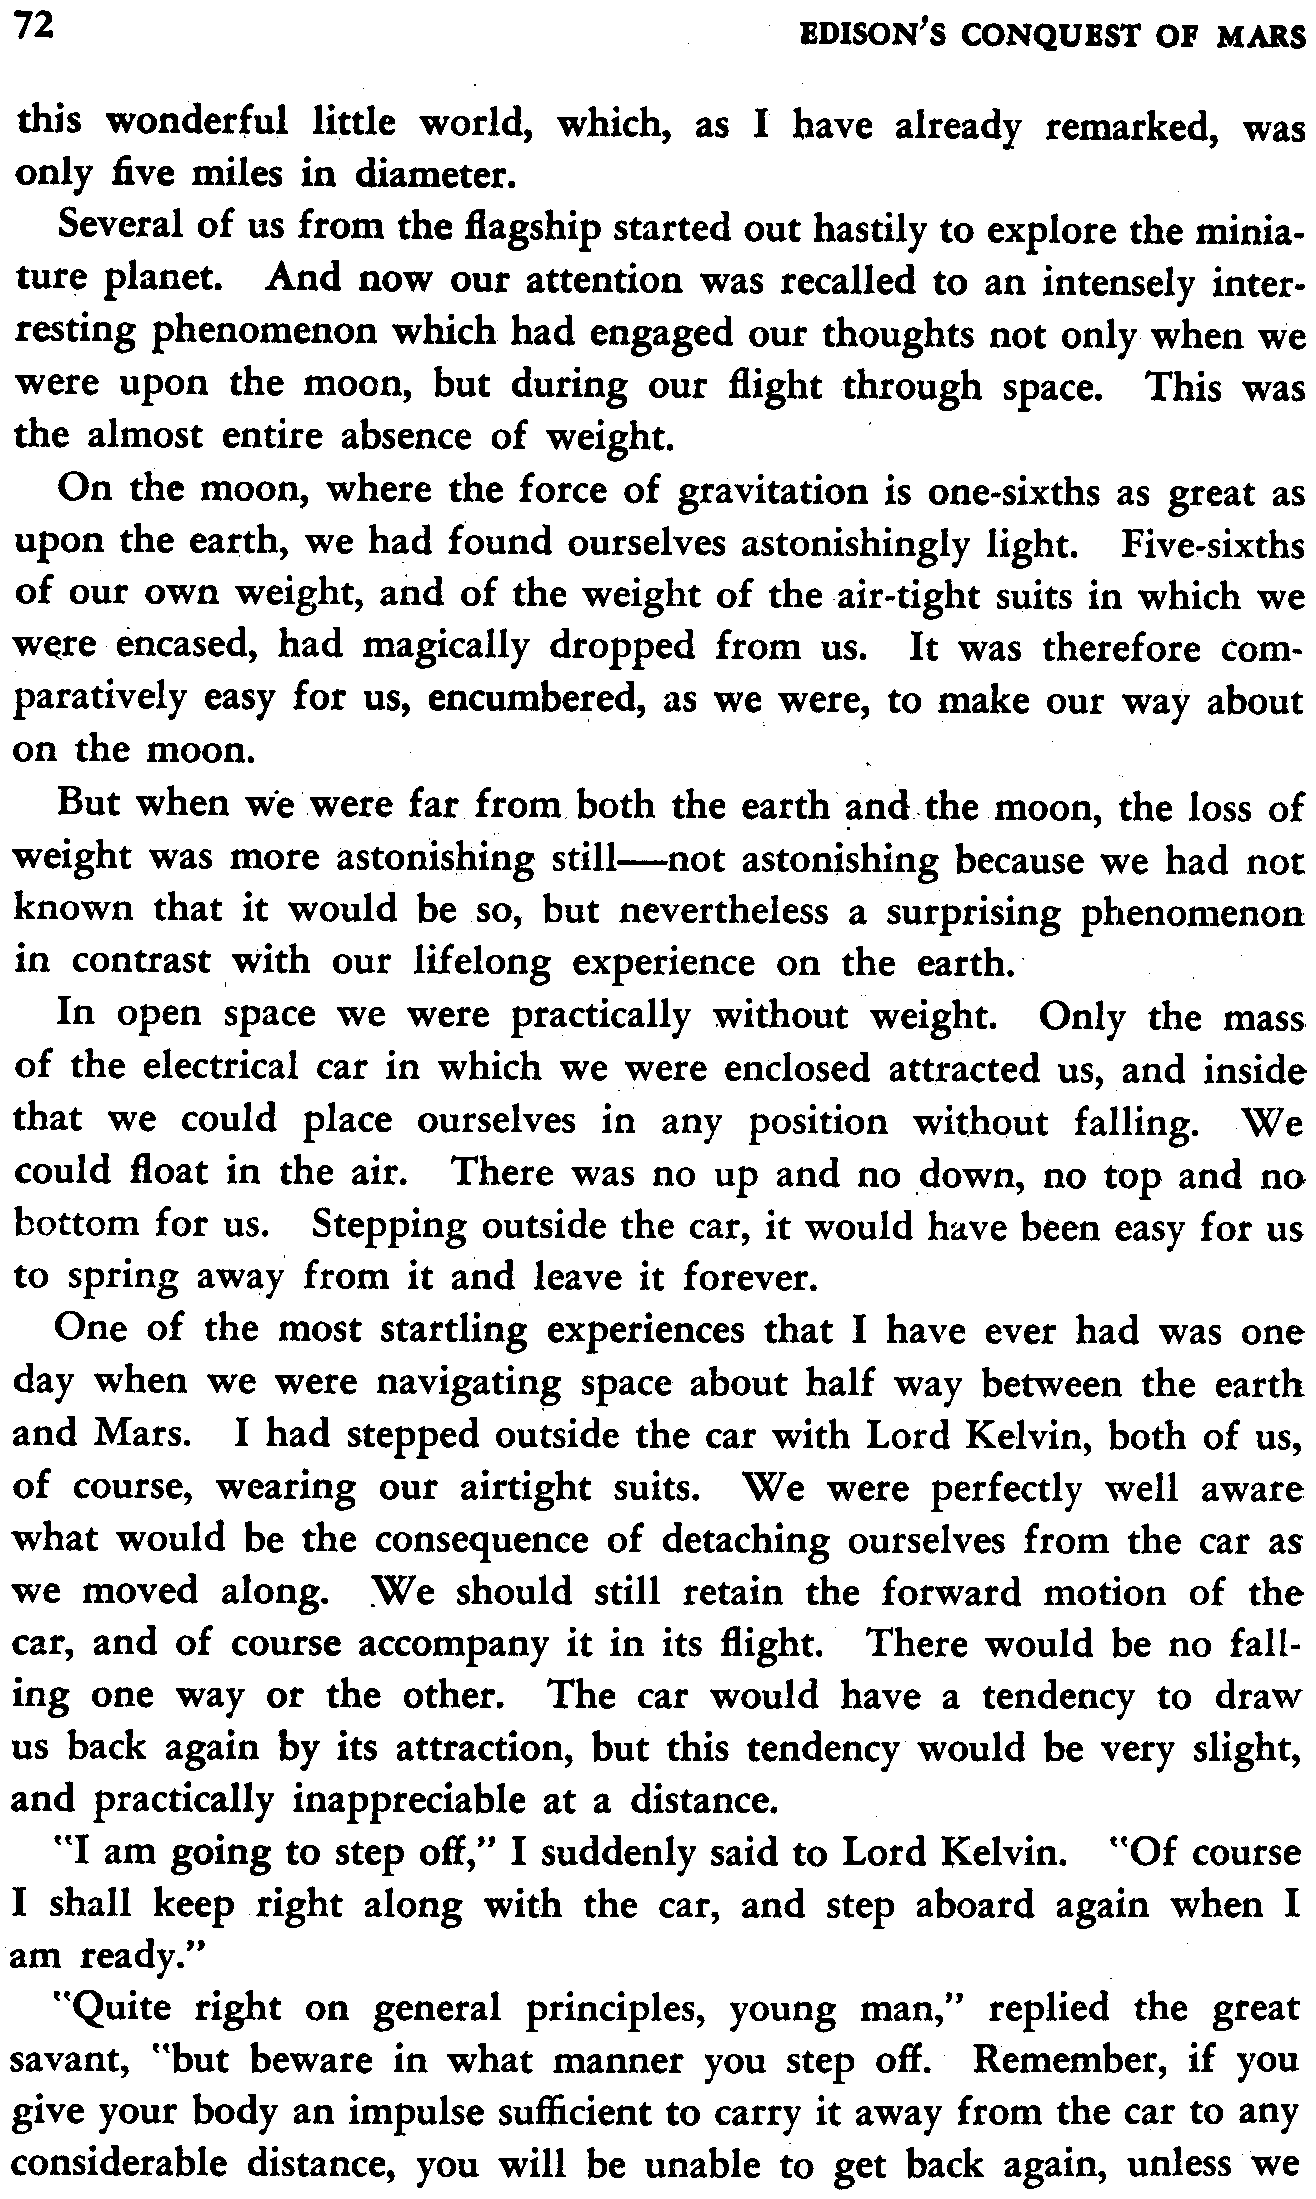 72 EDISON'S CONQUEST OF MARS
this wonderful little world, which, as I have already remarked, was
only five miles in diameter.
Several of us from the flagship started out hastily to explore the minia-
ture planet. And now our attention was recalled to an intensely inter-
resting phenomenon which had engaged our thoughts not only when we
were upon the moon, but during our flight through space. This was
the almost entire absence of weight.
On the moon, where the force of gravitation is one-sixths as great as
upon the earth, we had found ourselves astonishingly light. Five-sixths
of our own weight, and of the weight of the air-tight suits in which we
were encased, had magically dropped from us. It was therefore com-
paratively easy for us, encumbered, as we were, to make our way about
on the moon.
But when we were far from both the earth and the moon, the loss of
weight was more astonishing still—not astonishing because we had not
known that it would be so, but nevertheless a surprising phenomenon
in contrast with our lifelong experience on the earth.
In open space we were practically without weight. Only the mass
of the electrical car in which we were enclosed attracted us, and inside
that we could place ourselves in any position without falling. We
could float in the air. There was no up and no down, no top and no
bottom for us. Stepping outside the car, it would have been easy for us
to spring away from it and leave it forever.
One of the most startling experiences that I have ever had was one
day when we were navigating space about half way between the earth
and Mars. I had stepped outside the car with Lord Kelvin, both of us,
of course, wearing our airtight suits. We were perfectly well aware
what would be the consequence of detaching ourselves from the car as
we moved along. We should still retain the forward motion of the
car, and of course accompany it in its flight. There would be no fall-
ing one way or the other. The car would have a tendency to draw
us back again by its attraction, but this tendency would be very slight,
and practically inappreciable at a distance.
"I am going to step off," I suddenly said to Lord Kelvin. "Of course
I shall keep right along with the car, and step aboard again when I
am ready."
"Quite right on general principles, young man," replied the great
savant, "but beware in what manner you step off. Remember, if you
give your body an impulse sufficient to carry it away from the car to any
considerable distance, you will be unable to get back again, unless we